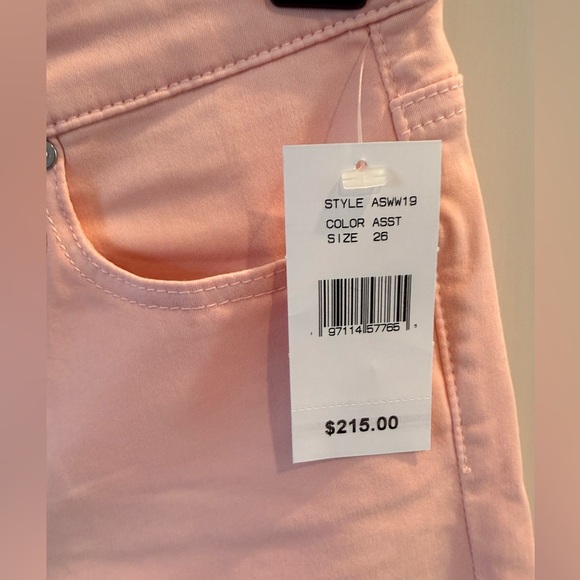 STYLE ASWW19
COLOR ASST
SIZE 26
97114 57765
$215.00